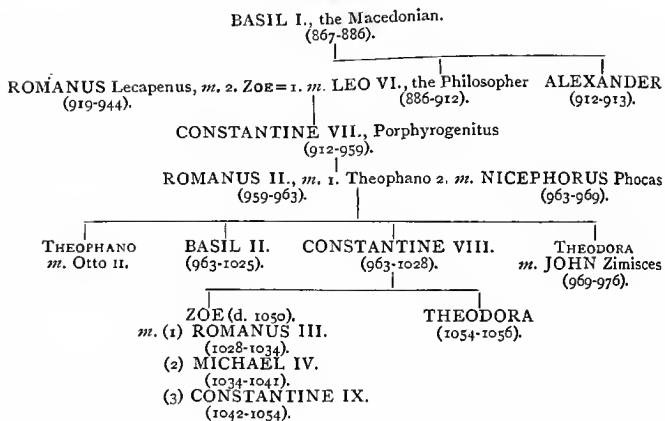 BASIL I., the Macedonian.
(867-886).
ROMANUS Lecapenus, m. 2. ZOE = 1. m. LEO VI., the Philosopher ALEXANDER
(919-944). (886-912). (912-913).
CONSTANTINE VII., Porphyrogenitus
(912-959).
ROMANUS II., m. 1. Theophano 2. m. NICEPHORUS Phocas
(959-963). (963-969).
THEOPHANO BASIL II. CONSTANTINE VIII. THEODORA
m. Otto II. (963-1025). (963-1028). m. JOHN Zimisces
(969-976).
ZOE (d. 1050). THEODORA
m. (1) ROMANUS III. (1054-1056).
(1028-1034).
(2) MICHAEL IV.
(1034-1041).
(3) CONSTANTINE IX.
(1042-1054).